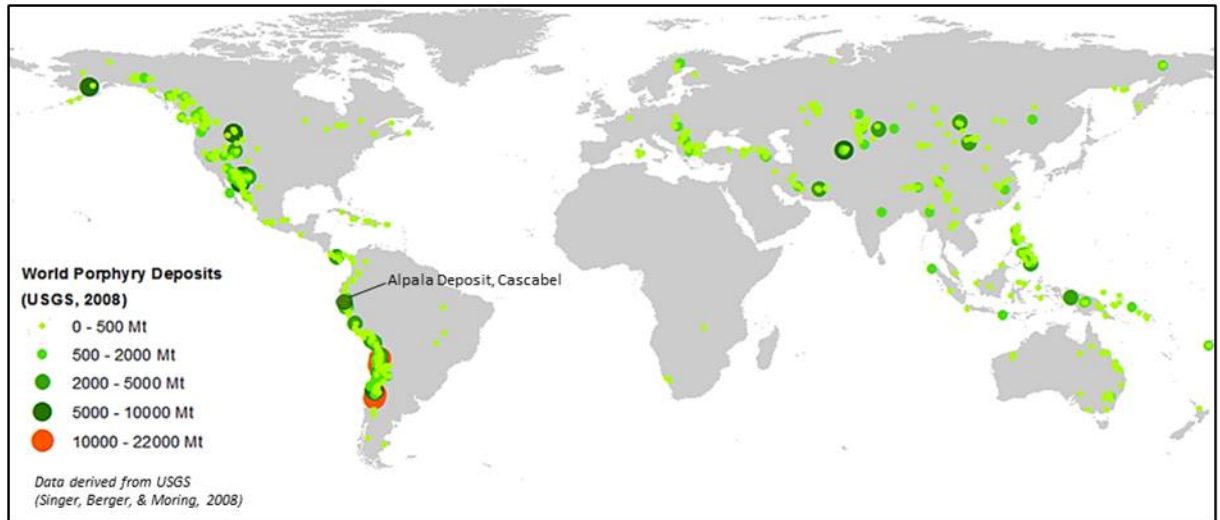 Alpala Deposit, Cascabel
World Porphyry Deposits
(USGS, 2008)
0 - 500 Mt
500 - 2000 Mt
2000 - 5000 Mt
5000 - 10000 Mt
10000 - 22000 Mt
Data derived from USGS
(Singer, Berger, & Moring, 2008)